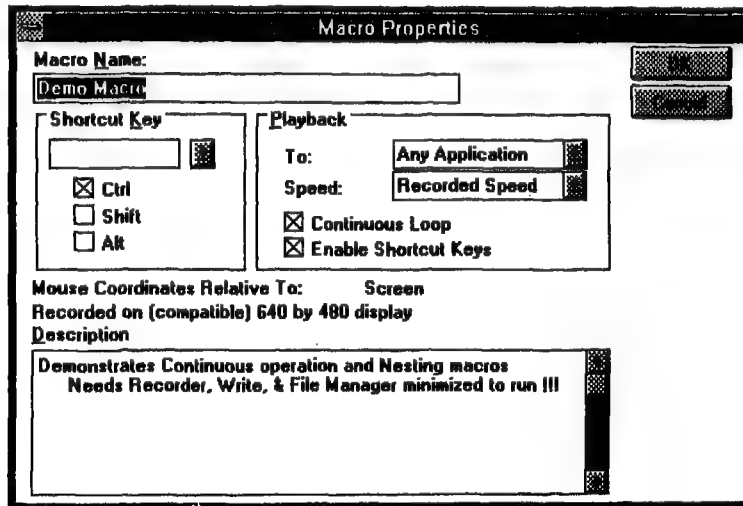 Macro Properties
Macro Name:
Demo Macro
OK
Cancel
Shortcut Key
Ctrl
Shift
Alt
Playback
To: Any Application
Speed: Recorded Speed
Continuous Loop
Enable Shortcut Keys
Mouse Coordinates Relative To: Screen
Recorded on (compatible) 640 by 480 display
Description
Demonstrates Continuous operation and Nesting macros
Needs Recorder, Write, & File Manager minimized to run !!!